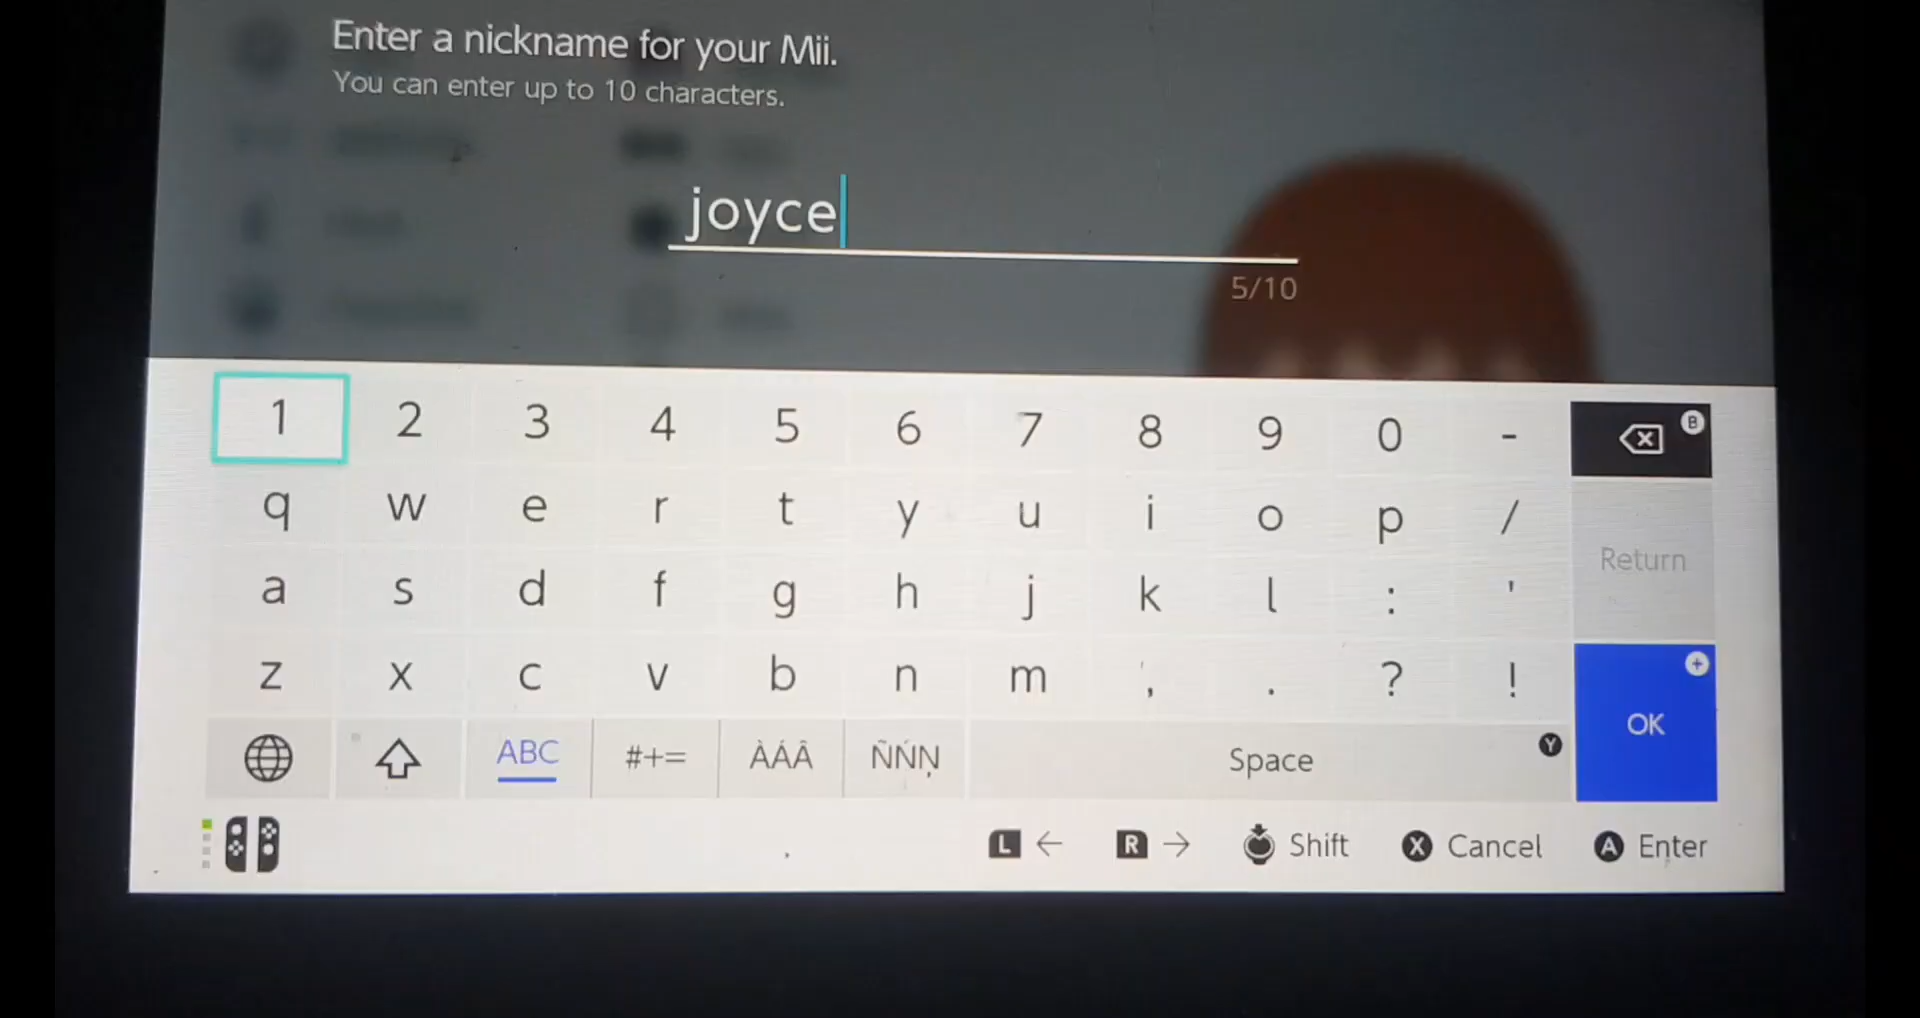 Enter a nickname for your Mii.
You can enter up to 10 characters.
joyce
5/10
1 2 3 4 5 6 7 8 9 0 - B
q w e r t y u i o p / Return
a s d f g h j k l : '
z x c v b n m , . ? ! + OK
ABC #+= ÀÁÂ ÑŃŅ Space Y
L ← R → Shift X Cancel A Enter